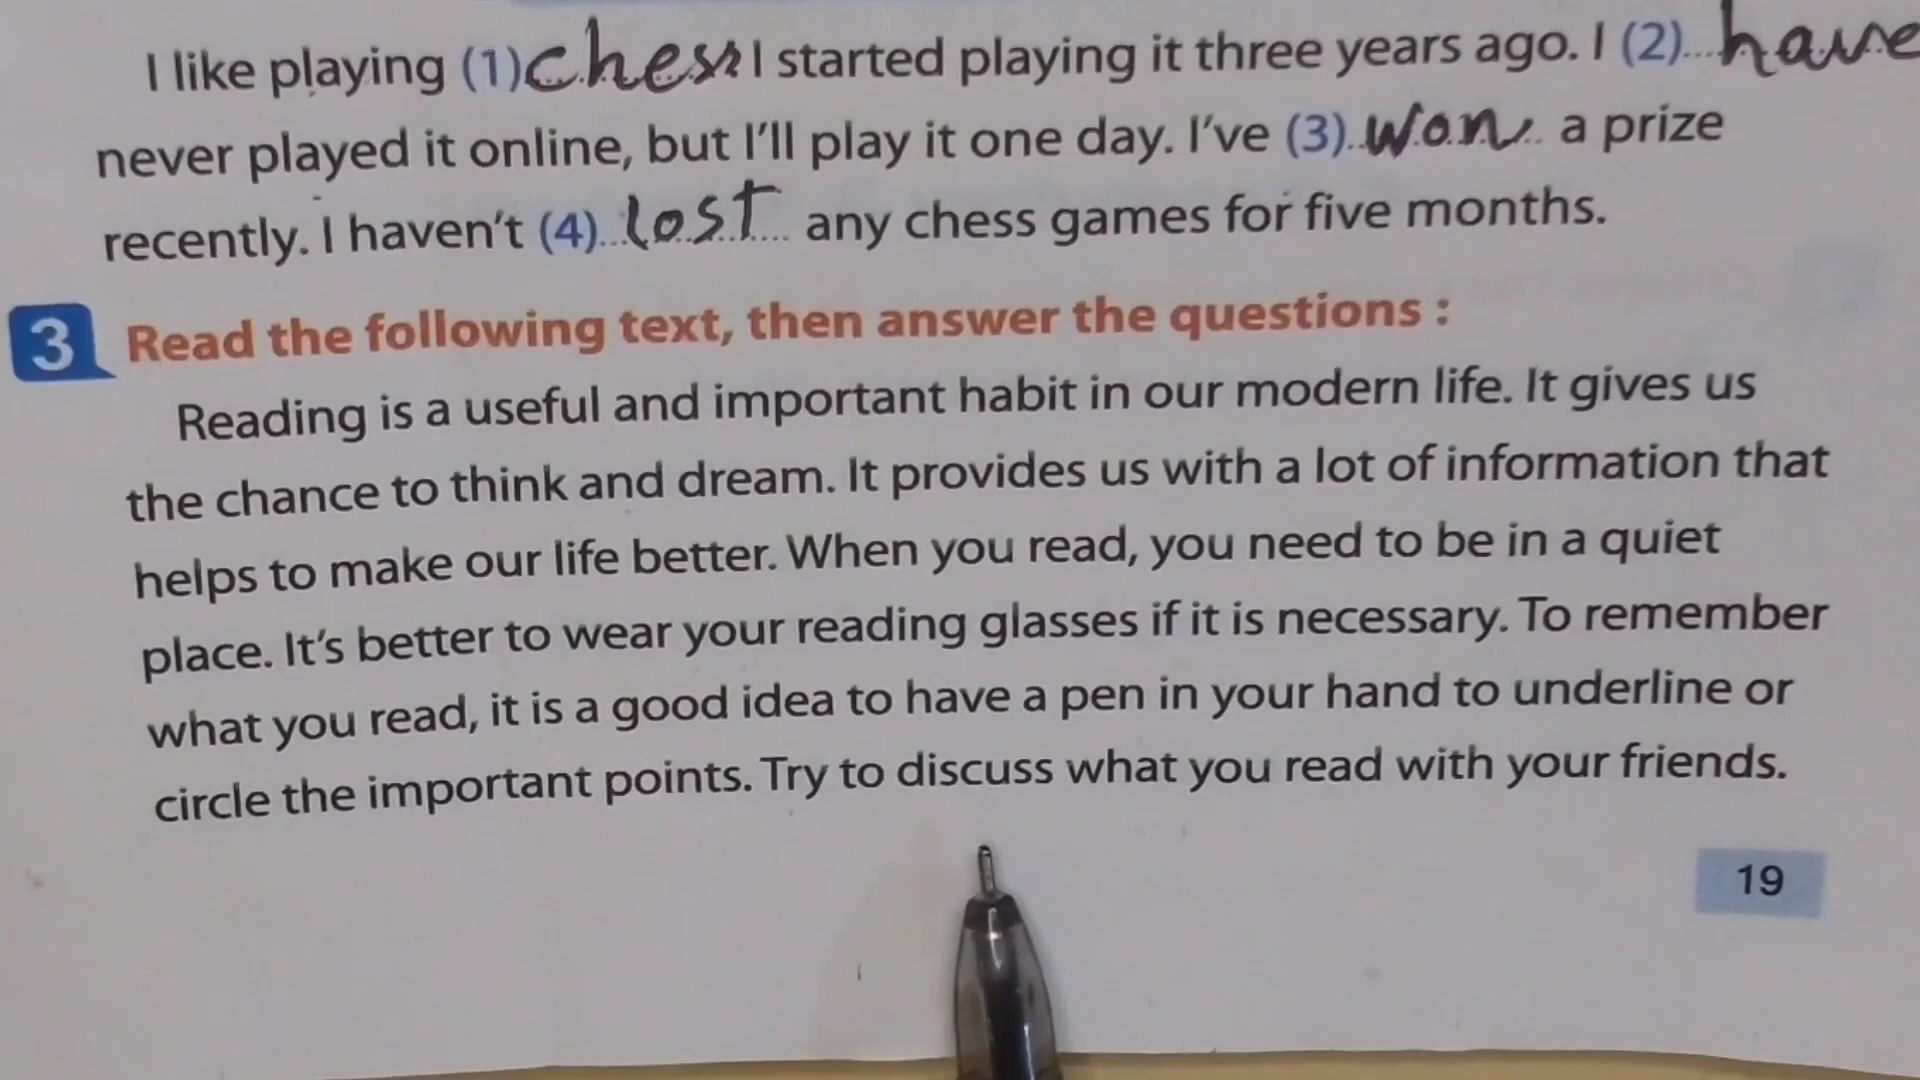 I like playing (1) chess I started playing it three years ago. I (2)... have
never played it online, but I'll play it one day. I've (3).. won .. a prize
recently. I haven't (4).. lost .... any chess games for five months.
3 Read the following text, then answer the questions :
Reading is a useful and important habit in our modern life. It gives us
the chance to think and dream. It provides us with a lot of information that
helps to make our life better. When you read, you need to be in a quiet
place. It's better to wear your reading glasses if it is necessary. To remember
what you read, it is a good idea to have a pen in your hand to underline or
circle the important points. Try to discuss what you read with your friends.
19